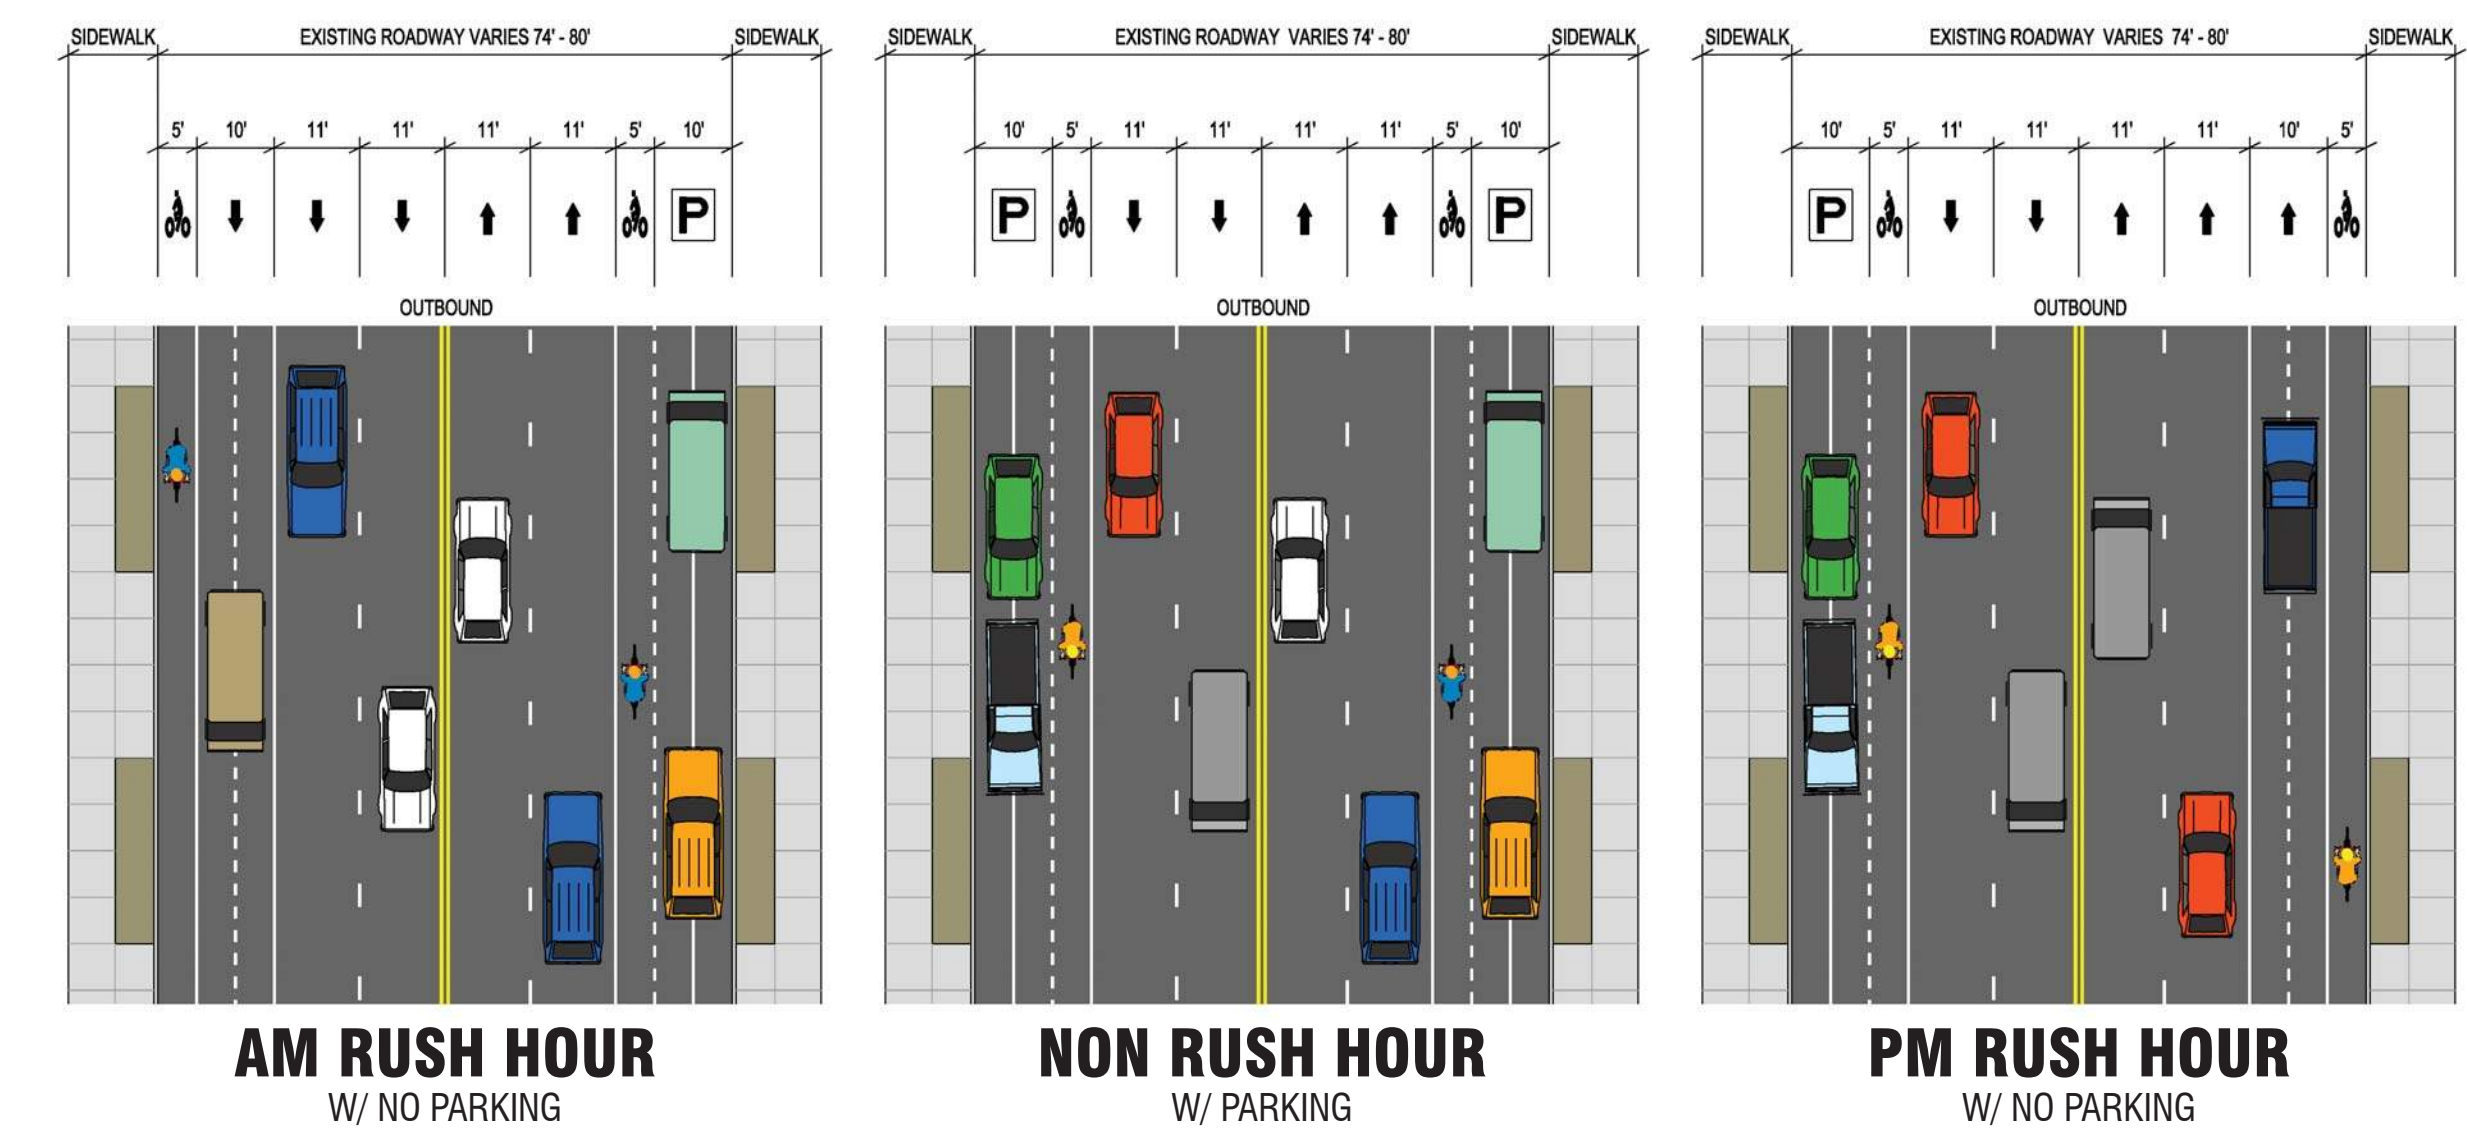 SIDEWALK EXISTING ROADWAY VARIES 74' - 80' SIDEWALK
5' 10' 11' 11' 11' 11' 5' 10'
P
OUTBOUND
AM RUSH HOUR
W/ NO PARKING
SIDEWALK EXISTING ROADWAY VARIES 74' - 80' SIDEWALK
10' 5' 11' 11' 11' 11' 5' 10'
P P
OUTBOUND
NON RUSH HOUR
W/ PARKING
SIDEWALK EXISTING ROADWAY VARIES 74' - 80' SIDEWALK
10' 5' 11' 11' 11' 11' 10' 5'
P
OUTBOUND
PM RUSH HOUR
W/ NO PARKING